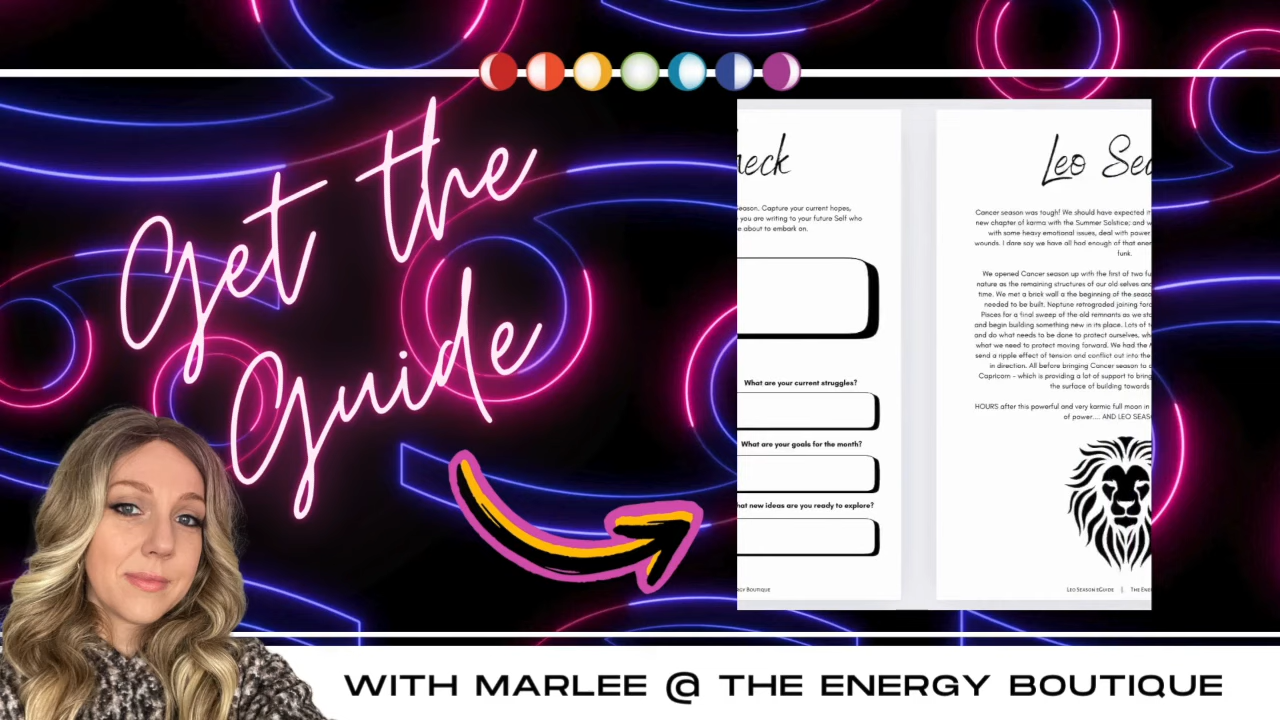 Get the
Guide
heck
Season, Capture your current hopes,
you are writing to your future Self who
about to embark on.
What are your current struggles?
What are your goals for the month?
hat new ideas are you ready to explore?
rgy Boutique
Leo Sea
Cancer season was tough! We should have expected it
new chapter of karma with the Summer Solstice; and w
with some heavy emotional issues, deal with power
wounds. I dare say we have all had enough of that ener
funk.
We opened Cancer season up with the first of two fu
nature as the remaining structures of our old selves and
time. We met a brick wall a the beginning of the seaso
needed to be built. Neptune retrograded joining forc
Pisces for a final sweep of the old remnants as we sta
and begin building something new in its place. Lots of t
and do what needs to be done to protect ourselves, wh
what we need to protect moving forward. We had the
send a ripple effect of tension and conflict out into the
in direction. All before bringing Cancer season to
Capricorn - which is providing a lot of support to bring
the surface of building towards
HOURS after this powerful and very karmic full moon in
of power.... AND LEO SEAS
Leo Season eGuide | The Ene
WITH MARLEE @ THE ENERGY BOUTIQUE